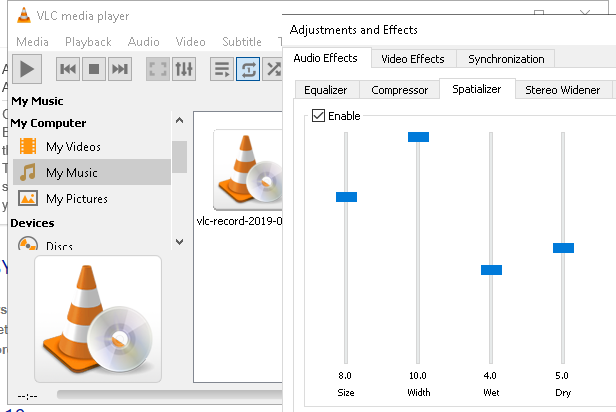 VLC media player
Media Playback Audio Video Subtitle
My Music
My Computer
My Videos
My Music
My Pictures
Devices
Discs
vlc-record-2019-0
--:--
Adjustments and Effects
Audio Effects Video Effects Synchronization
Equalizer Compressor Spatializer Stereo Widener
Enable
8.0 10.0 4.0 5.0
Size Width Wet Dry